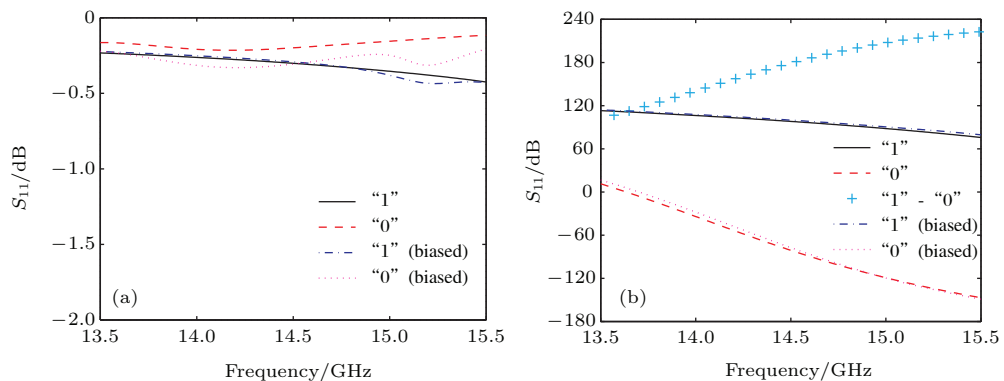 0
−0.5
−1.0
−1.5
−2.0
S11/dB
“1”
“0”
“1” (biased)
“0” (biased)
(a)
13.5
14.0
14.5
15.0
15.5
Frequency/GHz
240
180
120
60
0
−60
−120
−180
S11/dB
“1”
“0”
“1” - “0”
“1” (biased)
“0” (biased)
(b)
13.5
14.0
14.5
15.0
15.5
Frequency/GHz